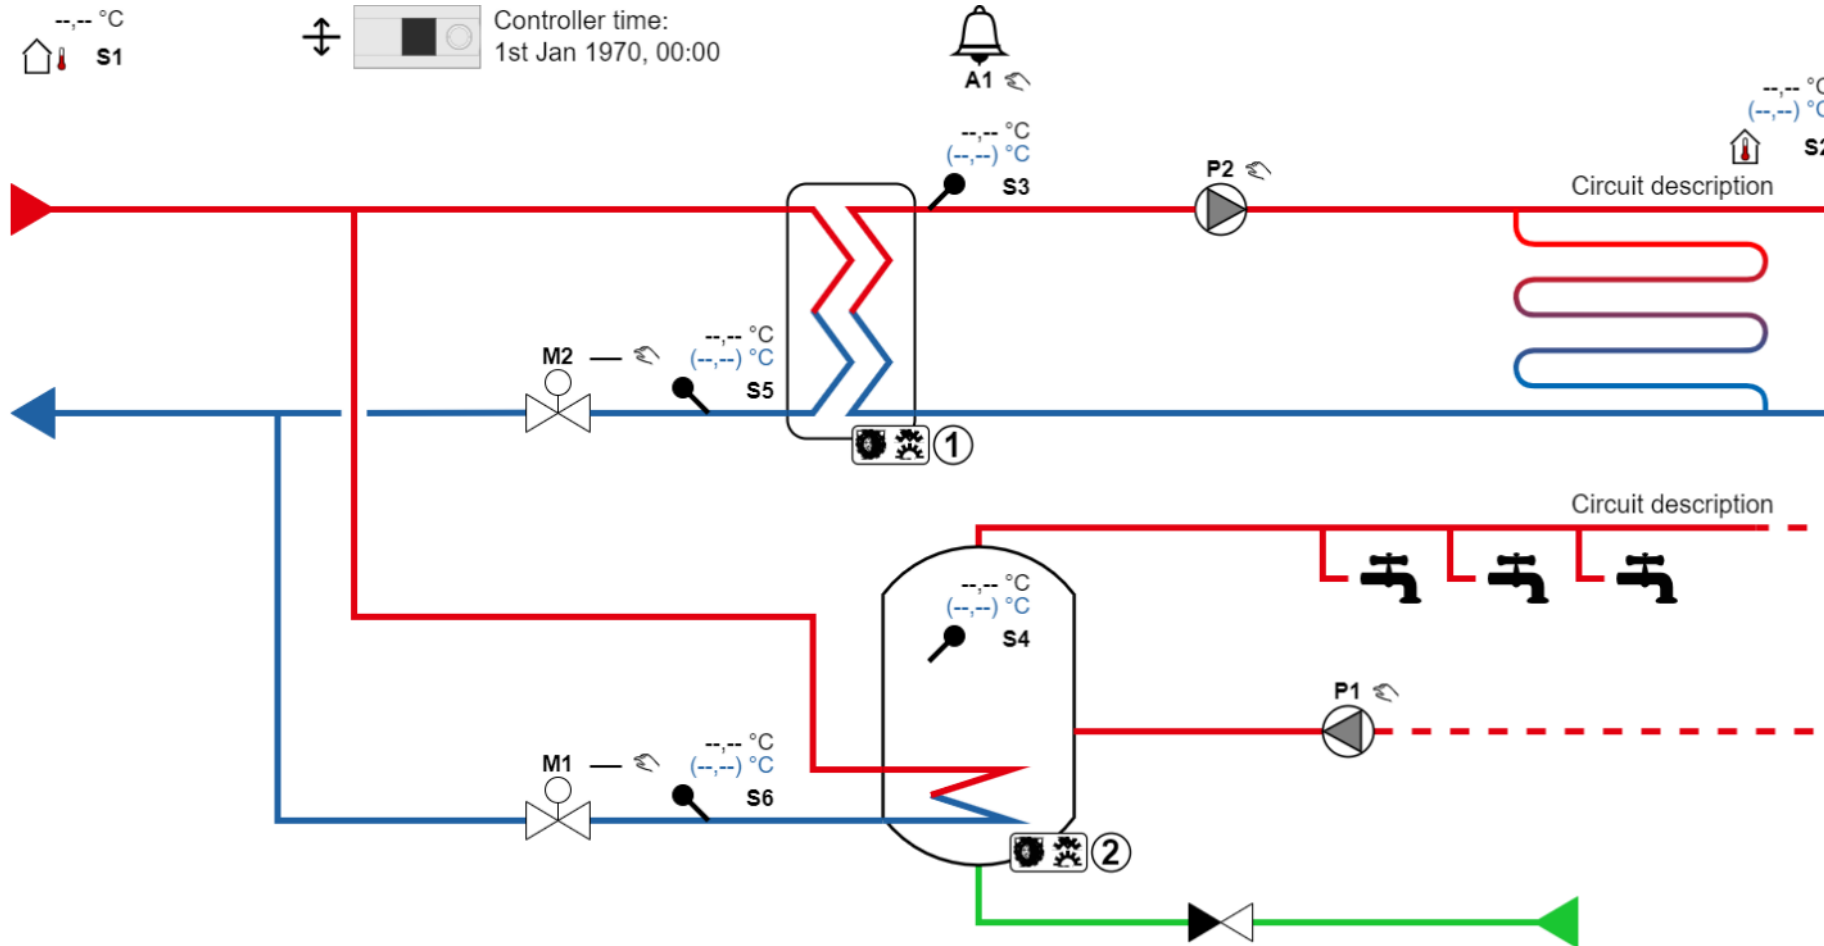 --,-- °C
S1
Controller time:
1st Jan 1970, 00:00
A1
--,-- °C
(--,--) °C
S3
P2
--,-- °C
(--,--) °C
S2
Circuit description
M2
--,-- °C
(--,--) °C
S5
1
Circuit description
--,-- °C
(--,--) °C
S4
P1
M1
--,-- °C
(--,--) °C
S6
2